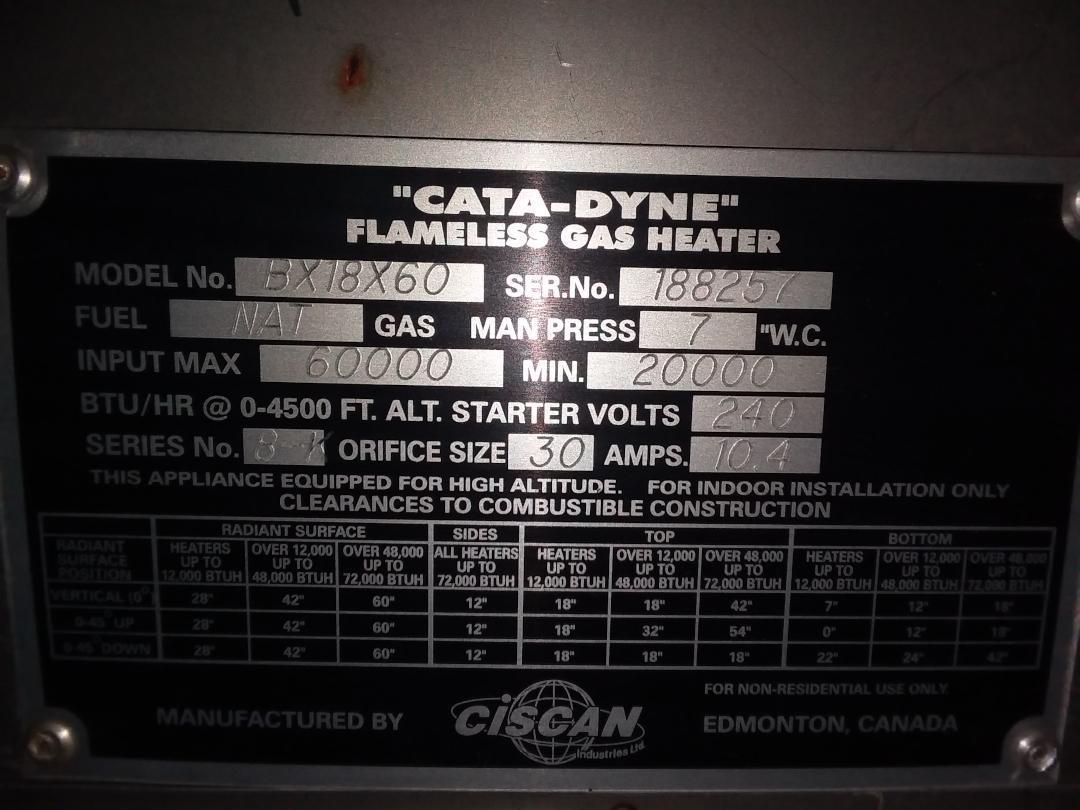 "CATA-DYNE"
FLAMELESS GAS HEATER
MODEL No. BX18X60 SER.No. 188257
FUEL NAT GAS MAN PRESS 7 "W.C.
INPUT MAX 60000 MIN. 20000
BTU/HR @ 0-4500 FT. ALT. STARTER VOLTS 240
SERIES No. 8-K ORIFICE SIZE 30 AMPS. 10.4
THIS APPLIANCE EQUIPPED FOR HIGH ALTITUDE. FOR INDOOR INSTALLATION ONLY
CLEARANCES TO COMBUSTIBLE CONSTRUCTION
RADIANT SURFACE SIDES TOP BOTTOM
RADIANT HEATERS OVER 12,000 OVER 48,000 ALL HEATERS HEATERS OVER 12,000 OVER 48,000 HEATERS OVER 12,000 OVER 48,000
SURFACE UP TO UP TO UP TO UP TO UP TO UP TO UP TO UP TO UP TO UP TO
POSITION 12,000 BTUH 48,000 BTUH 72,000 BTUH 72,000 BTUH 12,000 BTUH 48,000 BTUH 72,000 BTUH 12,000 BTUH 48,000 BTUH 72,000 BTUH
VERTICAL (0°) 28" 42" 60" 12" 18" 18" 42" 7" 12" 18"
0-45° UP 28" 42" 60" 12" 18" 32" 54" 0" 12" 18"
0-45° DOWN 28" 42" 60" 12" 18" 18" 18" 22" 24" 42"
FOR NON-RESIDENTIAL USE ONLY.
MANUFACTURED BY CISCAN Industries Ltd. EDMONTON, CANADA